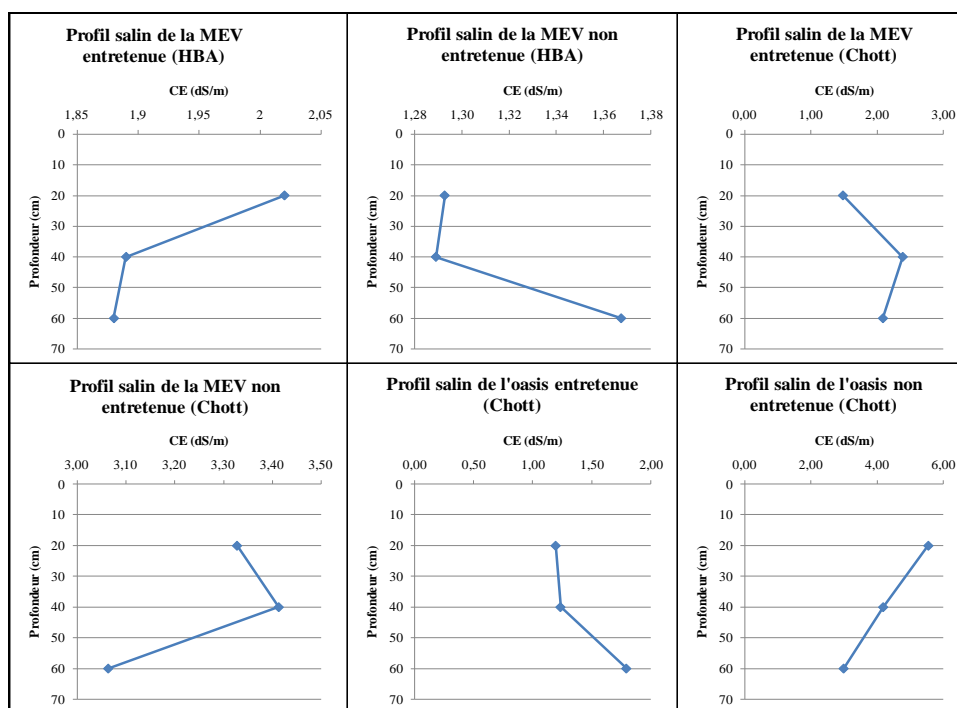 Profil salin de la MEV
entretenue (HBA)
CE (dS/m)
1,85 1,9 1,95 2 2,05
0
10
20
30
40
50
60
70
Profondeur (cm)
Profil salin de la MEV non
entretenue (HBA)
CE (dS/m)
1,28 1,30 1,32 1,34 1,36 1,38
0
10
20
30
40
50
60
70
Profondeur (cm)
Profil salin de la MEV
entretenue (Chott)
CE (dS/m)
0,00 1,00 2,00 3,00
0
10
20
30
40
50
60
70
Profondeur (cm)
Profil salin de la MEV non
entretenue (Chott)
CE (dS/m)
3,00 3,10 3,20 3,30 3,40 3,50
0
10
20
30
40
50
60
70
Profondeur (cm)
Profil salin de l'oasis entretenue
(Chott)
CE (dS/m)
0,00 0,50 1,00 1,50 2,00
0
10
20
30
40
50
60
70
Profondeur (cm)
Profil salin de l'oasis non
entretenue (Chott)
CE (dS/m)
0,00 2,00 4,00 6,00
0
10
20
30
40
50
60
70
Profondeur (cm)